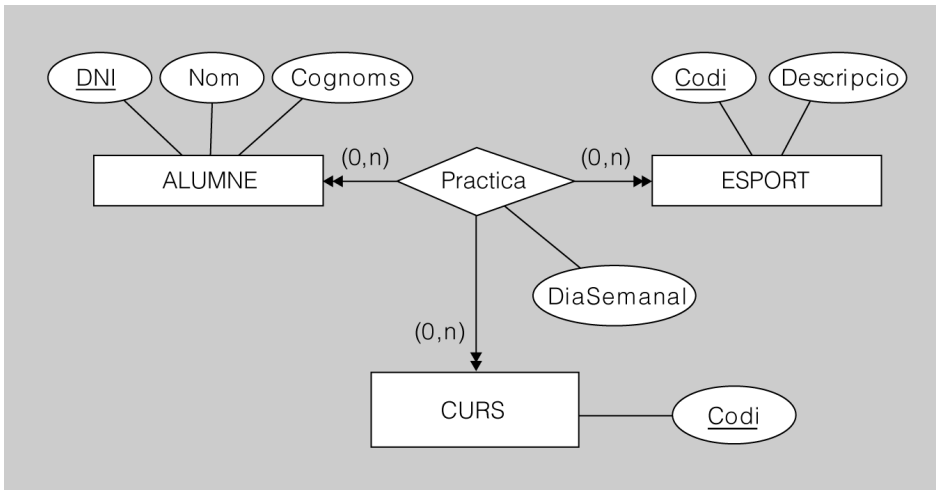 DNI
Nom
Cognoms
Codi
Descripcio
(0,n)
(0,n)
ALUMNE
Practica
ESPORT
DiaSemanal
(0,n)
CURS
Codi